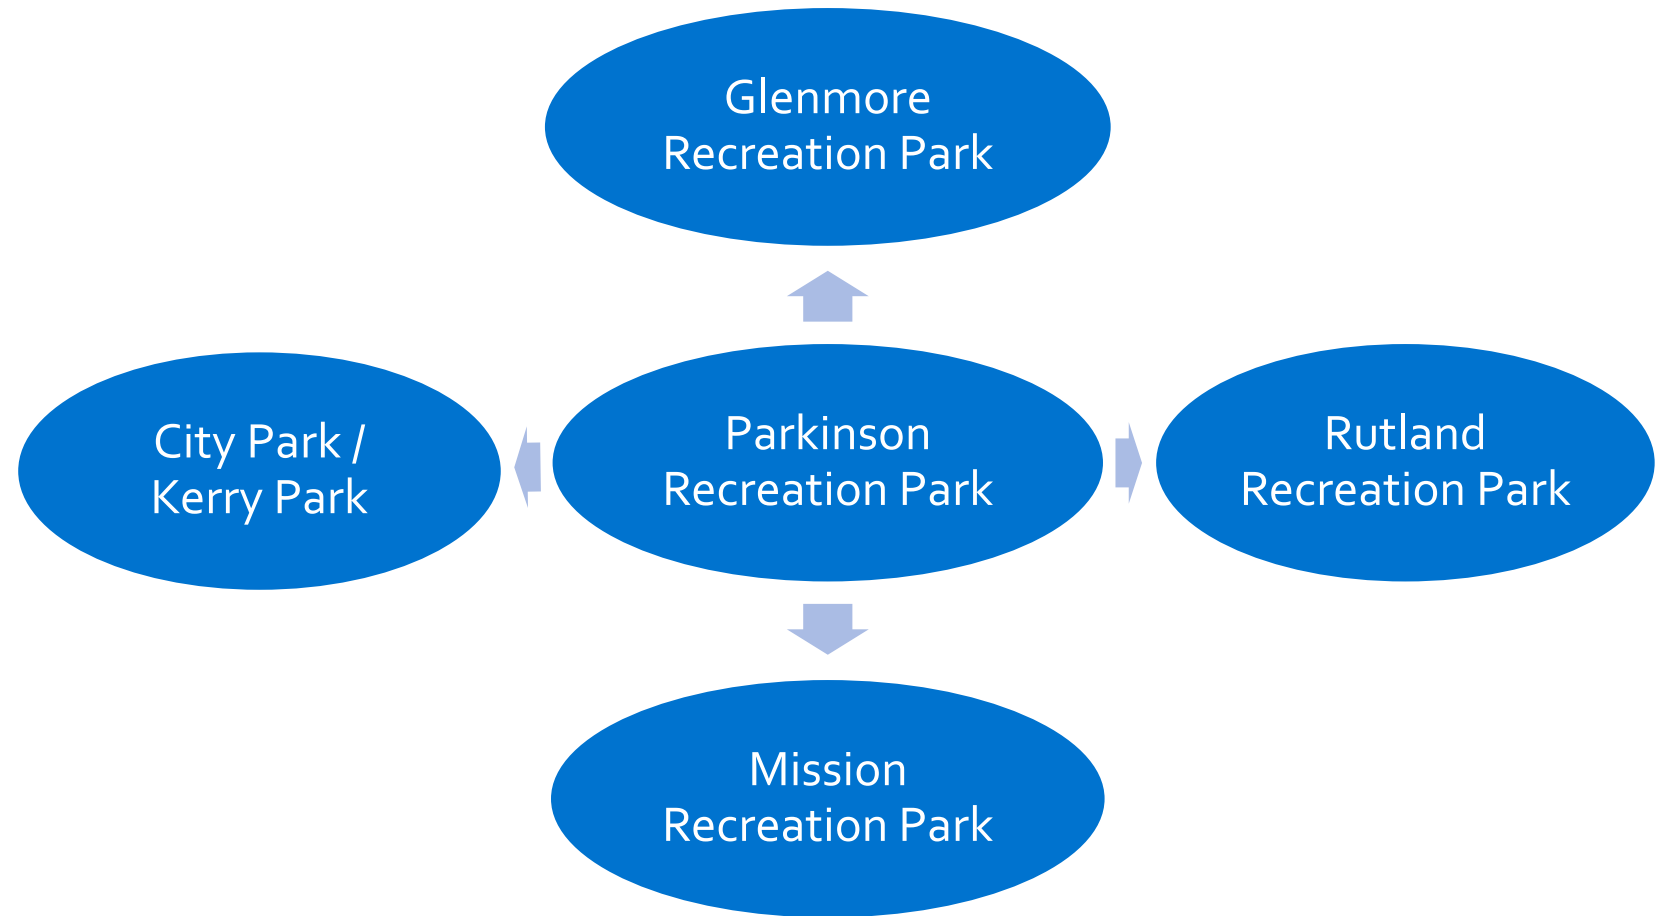 Glenmore
Recreation Park
City Park /
Kerry Park
Parkinson
Recreation Park
Rutland
Recreation Park
Mission
Recreation Park